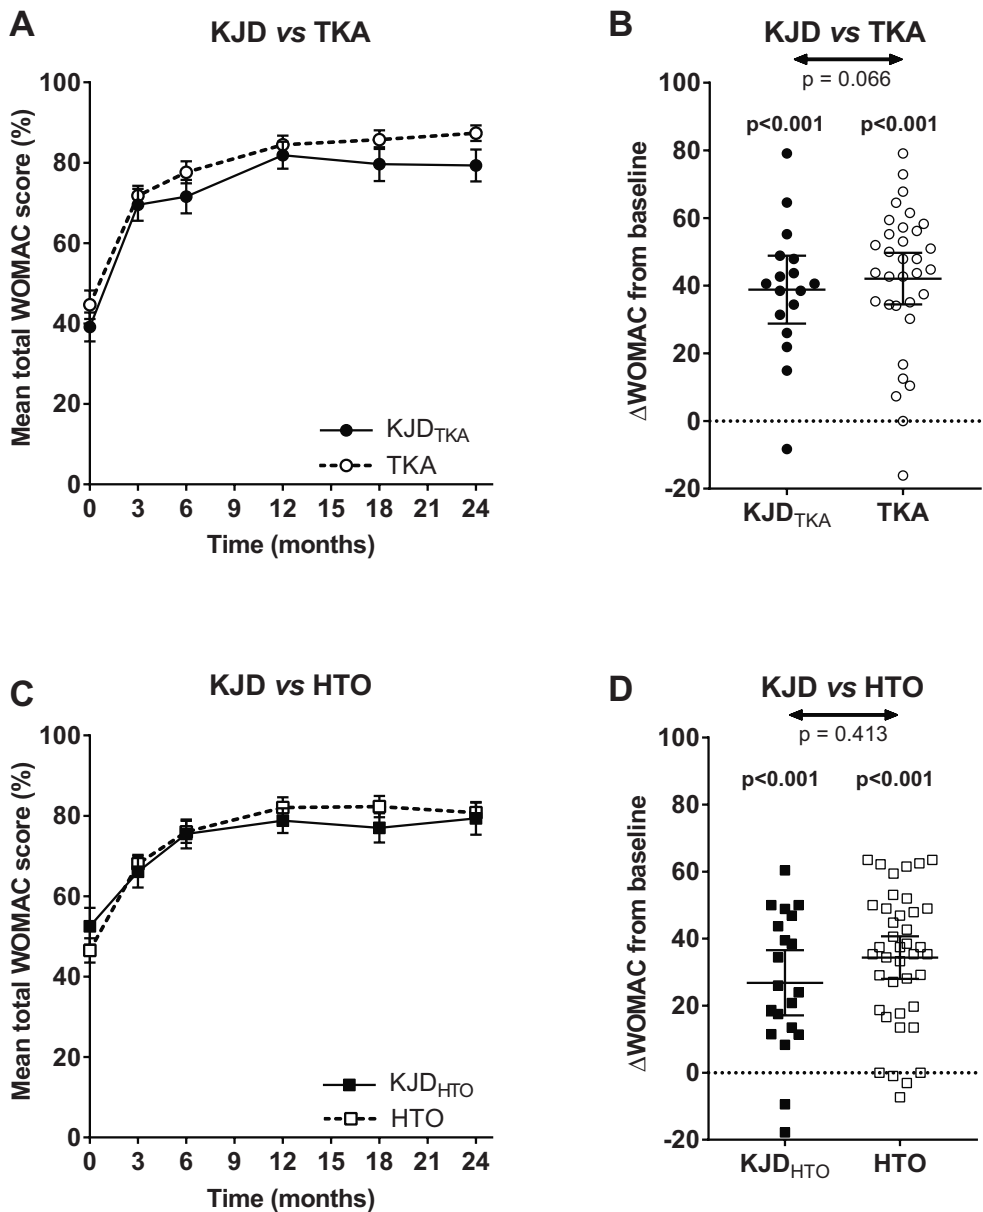 A
KJD vs TKA
Mean total WOMAC score (%)
100
80
60
40
20
0
0 3 6 9 12 15 18 21 24
Time (months)
KJD_TKA
TKA
B
KJD vs TKA
p = 0.066
p<0.001 p<0.001
ΔWOMAC from baseline
100
80
60
40
20
0
-20
KJD_TKA TKA
C
KJD vs HTO
Mean total WOMAC score (%)
100
80
60
40
20
0
0 3 6 9 12 15 18 21 24
Time (months)
KJD_HTO
HTO
D
KJD vs HTO
p = 0.413
p<0.001 p<0.001
ΔWOMAC from baseline
100
80
60
40
20
0
-20
KJD_HTO HTO